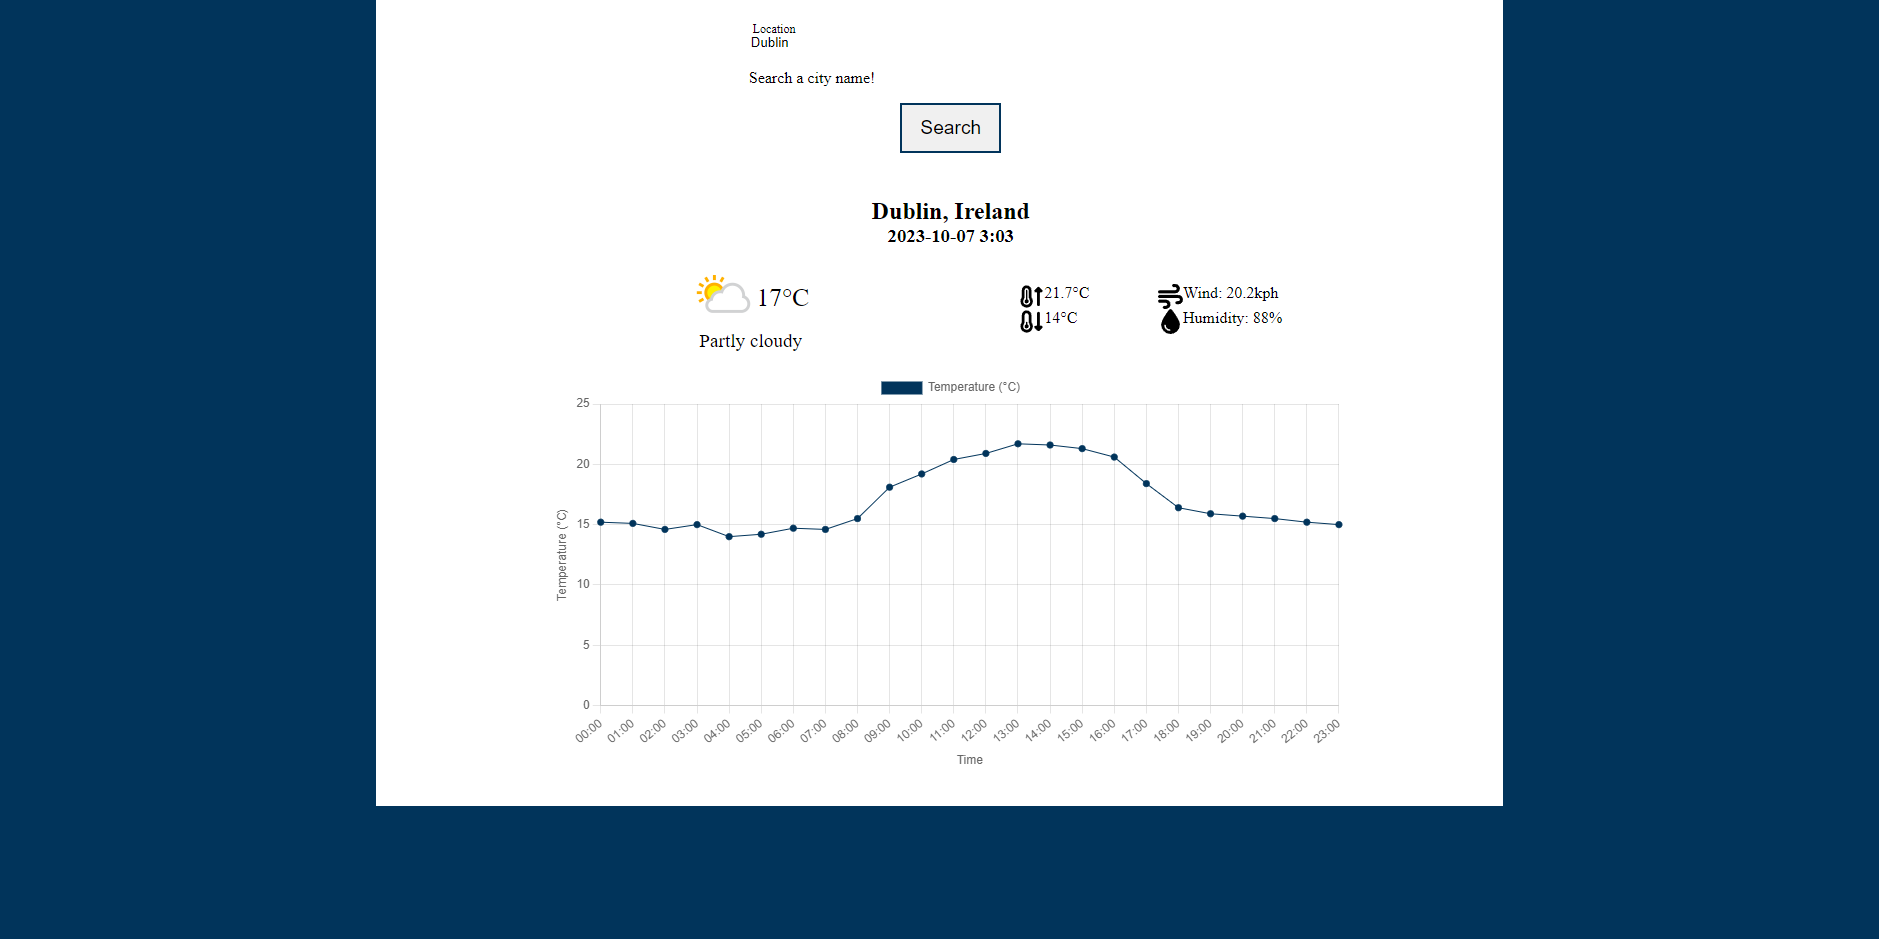 Location
Dublin
Search a city name!
Search
Dublin, Ireland
2023-10-07 3:03
17°C
Partly cloudy
21.7°C
14°C
Wind: 20.2kph
Humidity: 88%
Temperature (°C)
Temperature (°C)
25
20
15
10
5
0
00:00 01:00 02:00 03:00 04:00 05:00 06:00 07:00 08:00 09:00 10:00 11:00 12:00 13:00 14:00 15:00 16:00 17:00 18:00 19:00 20:00 21:00 22:00 23:00
Time